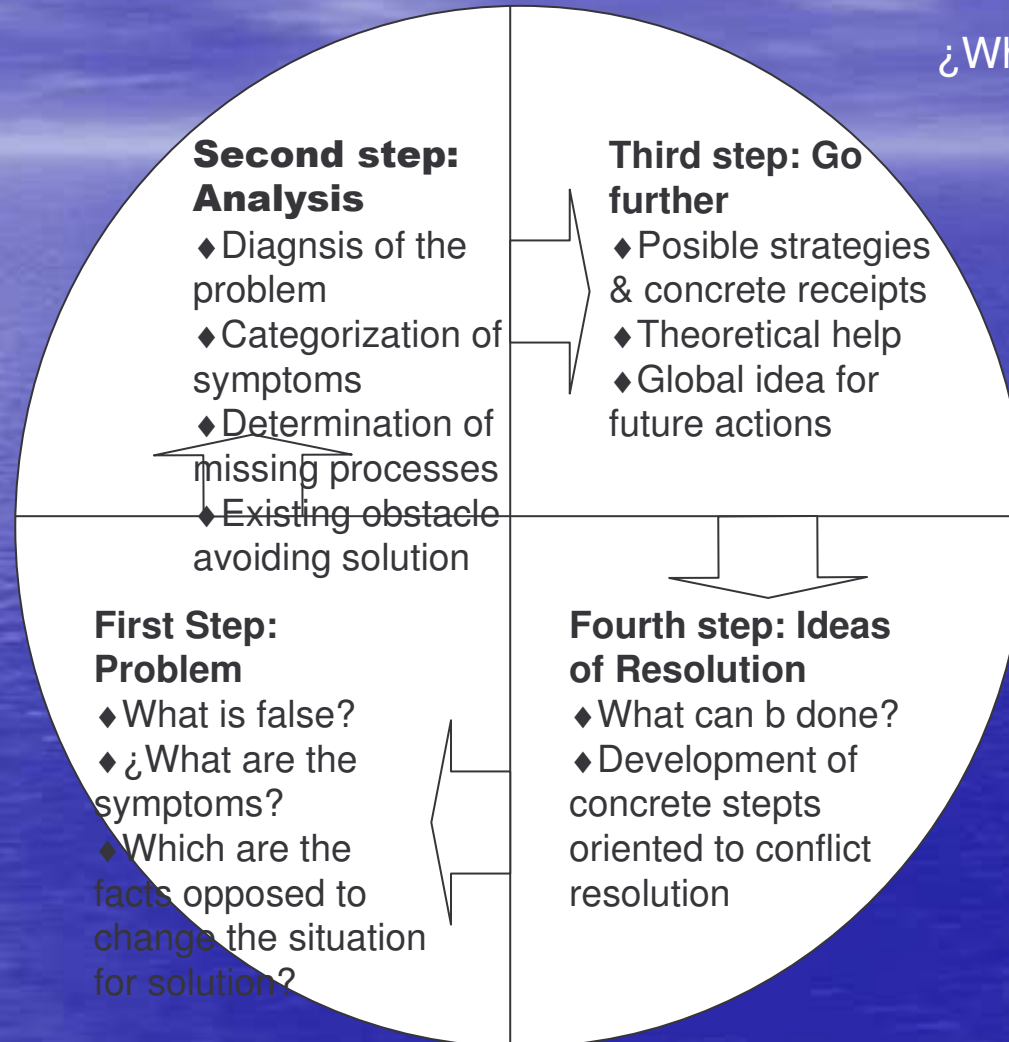 ¿Wh
Second step:
Analysis
♦Diagnsis of the
problem
♦Categorization of
symptoms
♦Determination of
missing processes
♦Existing obstacle
avoiding solution
Third step: Go
further
♦Posible strategies
& concrete receipts
♦Theoretical help
♦Global idea for
future actions
First Step:
Problem
♦What is false?
♦¿What are the
symptoms?
♦Which are the
facts opposed to
change the situation
for solution?
Fourth step: Ideas
of Resolution
♦What can b done?
♦Development of
concrete stepts
oriented to conflict
resolution